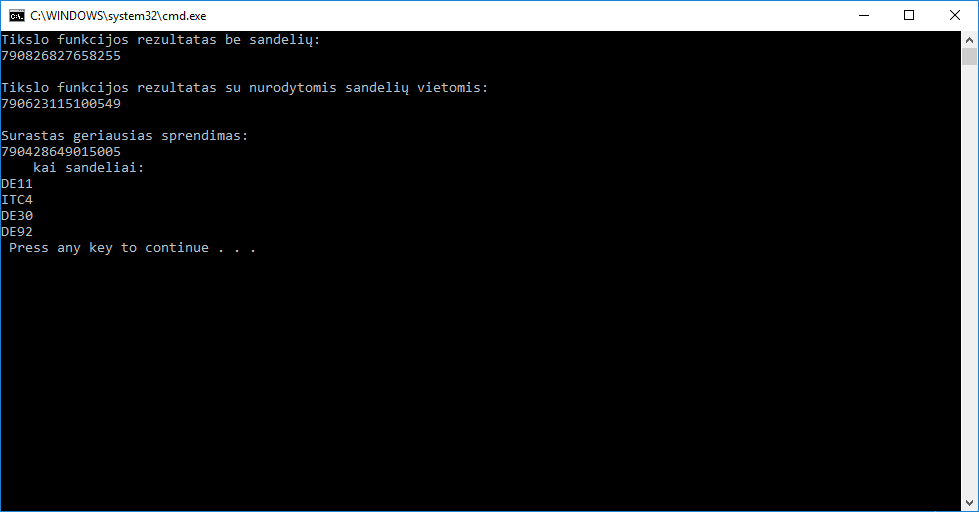 C:\WINDOWS\system32\cmd.exe
Tikslo funkcijos rezultatas be sandelių:
790826827658255
Tikslo funkcijos rezultatas su nurodytomis sandelių vietomis:
790623115100549
Surastas geriausias sprendimas:
790428649015005
kai sandeliai:
DE11
ITC4
DE30
DE92
Press any key to continue . . .